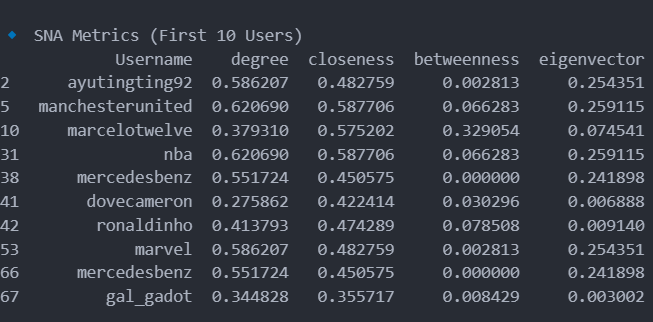 SNA Metrics (First 10 Users)
Username degree closeness betweenness eigenvector
2 ayutingting92 0.586207 0.482759 0.002813 0.254351
5 manchesterunited 0.620690 0.587706 0.066283 0.259115
10 marcelotwelve 0.379310 0.575202 0.329054 0.074541
31 nba 0.620690 0.587706 0.066283 0.259115
38 mercedesbenz 0.551724 0.450575 0.000000 0.241898
41 dovecameron 0.275862 0.422414 0.030296 0.006888
42 ronaldinho 0.413793 0.474289 0.078508 0.009140
53 marvel 0.586207 0.482759 0.002813 0.254351
66 mercedesbenz 0.551724 0.450575 0.000000 0.241898
67 gal_gadot 0.344828 0.355717 0.008429 0.003002